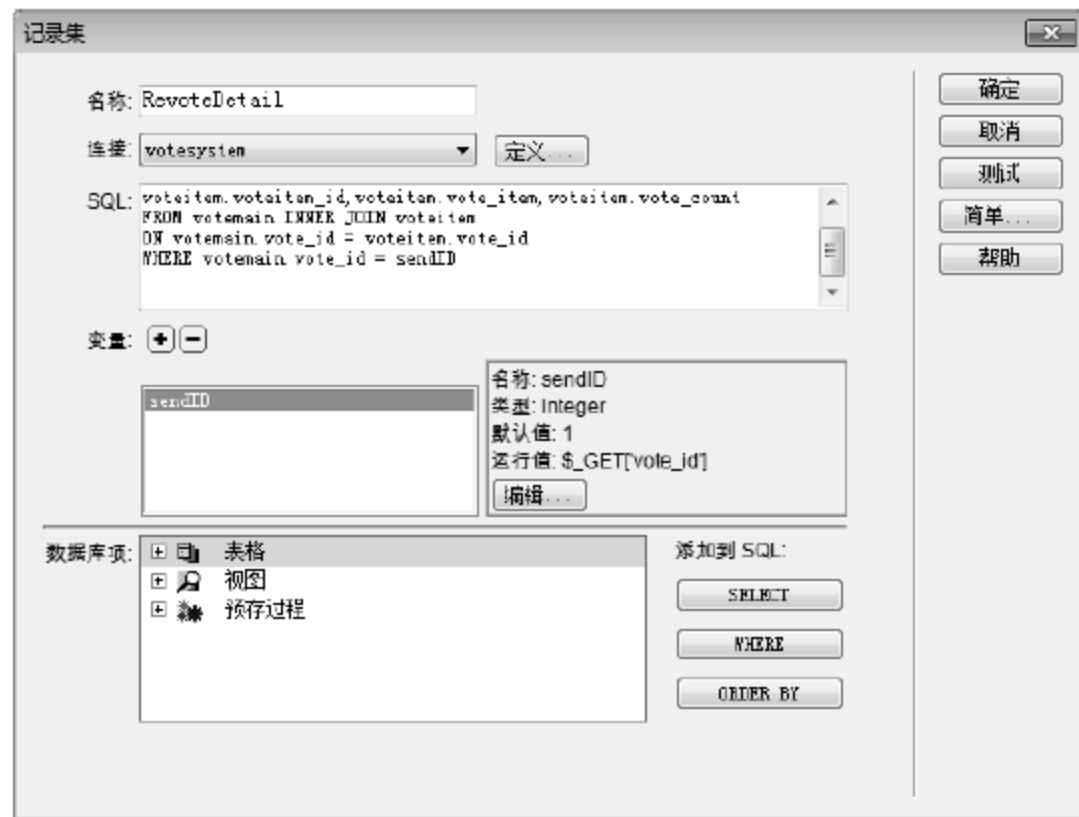 记录集
名称: RevoteDetail
连接: votesystem
定义...
SQL: voteitem.voteitem_id,voteitem.vote_item,voteitem.vote_count
FROM votemain INNER JOIN voteitem
ON votemain.vote_id = voteitem.vote_id
WHERE votemain.vote_id = sendID
变量:
sendID
名称: sendID
类型: Integer
默认值: 1
运行值: $_GET['vote_id']
编辑...
数据库项:
表格
视图
预存过程
添加到 SQL:
SELECT
WHERE
ORDER BY
确定
取消
测试
简单...
帮助